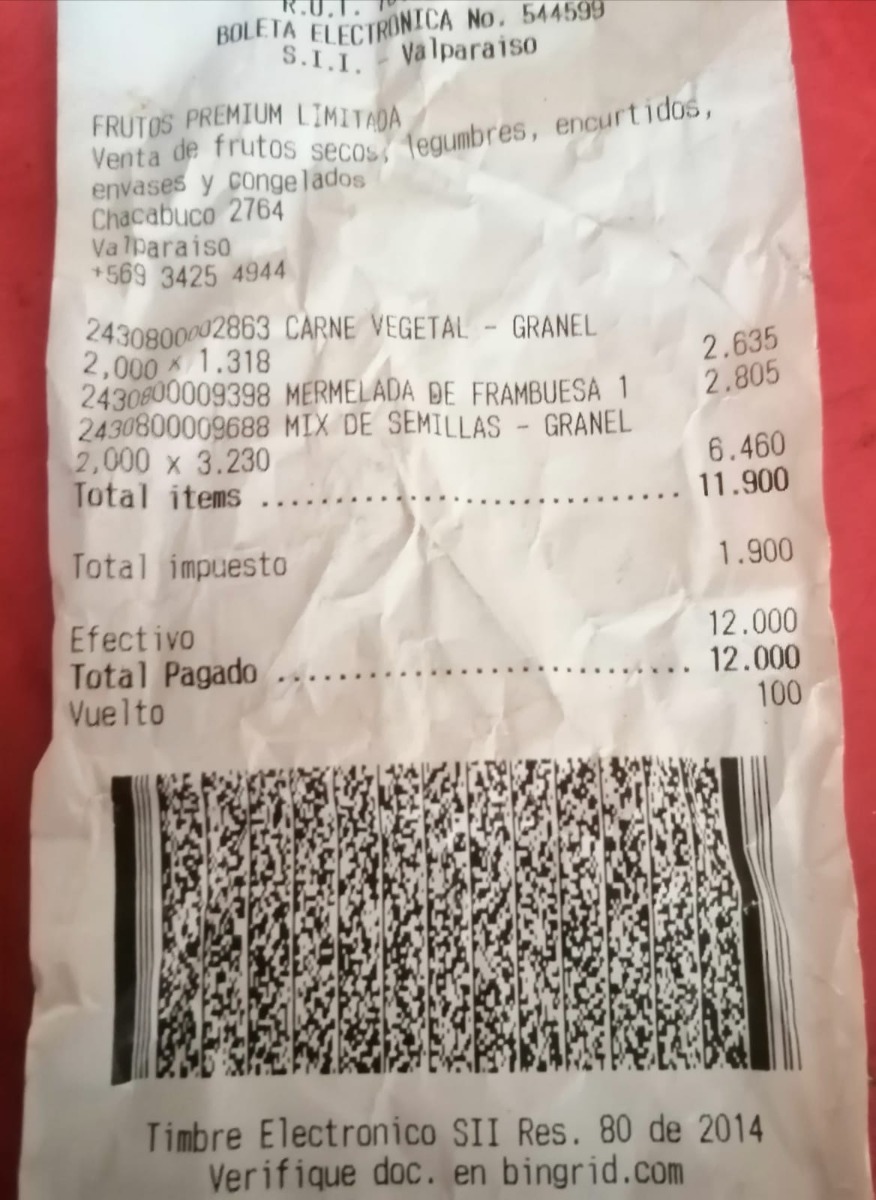 R.U.T.
BOLETA ELECTRONICA No. 544599
S.I.I. - Valparaiso
FRUTOS PREMIUM LIMITADA
Venta de frutos secos, legumbres, encurtidos,
envases y congelados
Chacabuco 2764
Valparaiso
+569 3425 4944
2430800002863 CARNE VEGETAL - GRANEL
2,000 x 1.318 2.635
2430800009398 MERMELADA DE FRAMBUESA 1 2.805
2430800009688 MIX DE SEMILLAS - GRANEL
2,000 x 3.230 6.460
Total items .............................. 11.900
Total impuesto 1.900
Efectivo 12.000
Total Pagado ............................. 12.000
Vuelto 100
Timbre Electronico SII Res. 80 de 2014
Verifique doc. en bingrid.com